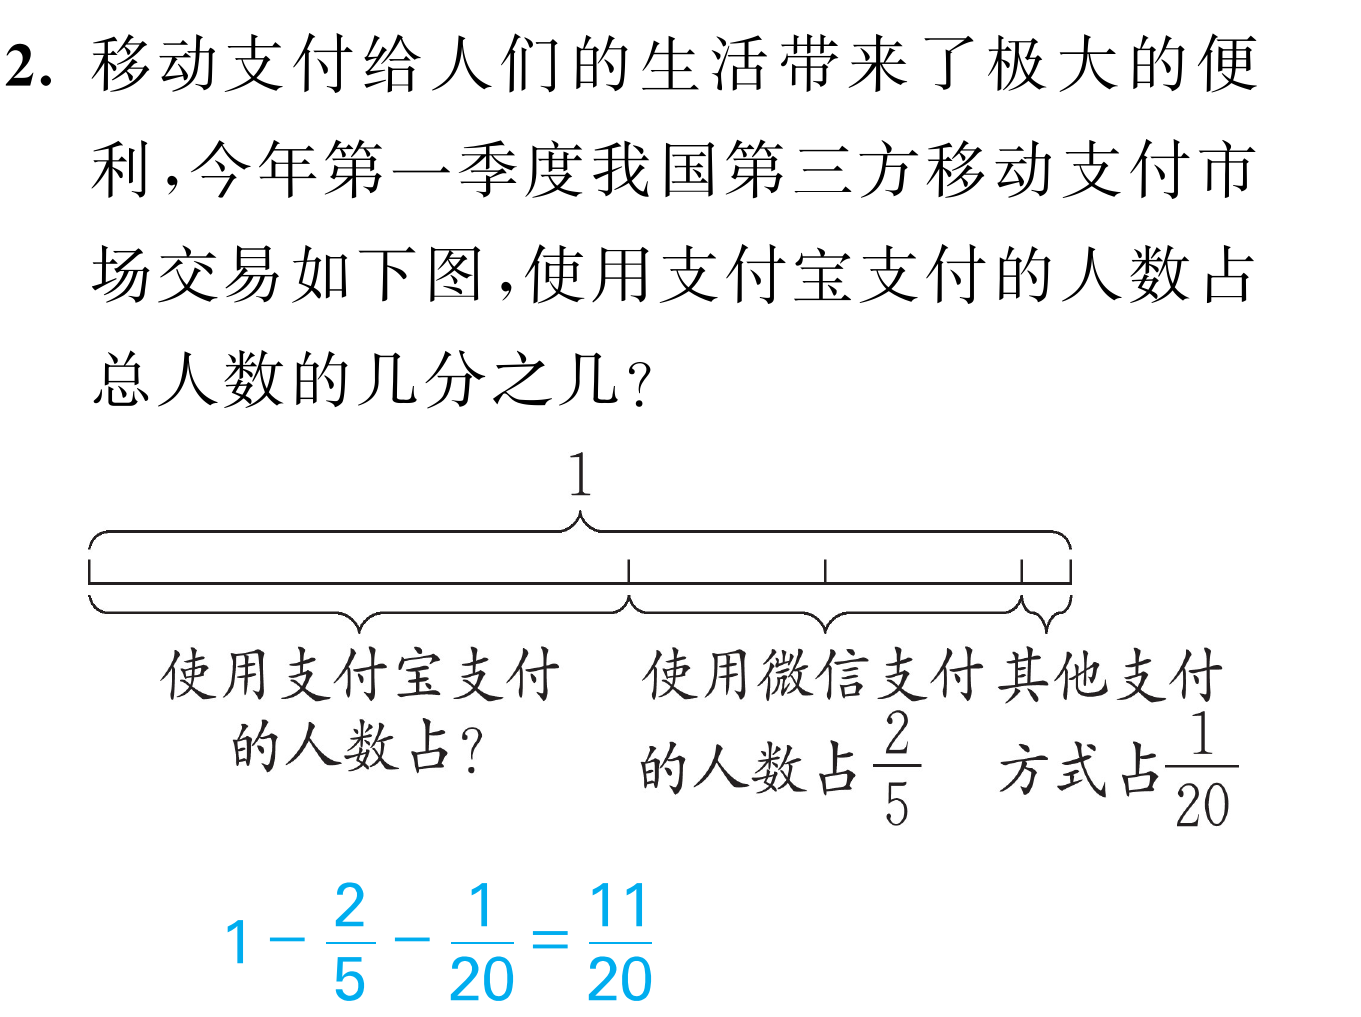 2. 移动支付给人们的生活带来了极大的便
利,今年第一季度我国第三方移动支付市
场交易如下图,使用支付宝支付的人数占
总人数的几分之几?
1
使用支付宝支付 使用微信支付 其他支付
的人数占? 的人数占2/5 方式占1/20
1 - 2/5 - 1/20 = 11/20